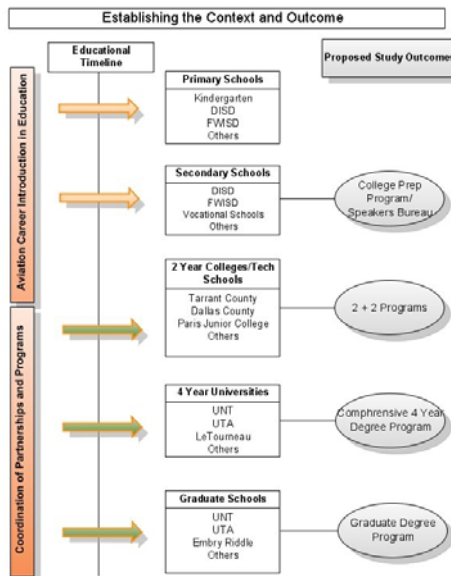 Establishing the Context and Outcome
Educational
Timeline
Proposed Study Outcomes
Aviation Career Introduction in Education
Primary Schools
Kindergarten
DISD
FWISD
Others
Secondary Schools
DISD
FWISD
Vocational Schools
Others
College Prep
Program/
Speakers Bureau
2 Year Colleges/Tech
Schools
Tarrant County
Dallas County
Paris Junior College
Others
2 + 2 Programs
Coordination of Partnerships and Programs
4 Year Universities
UNT
UTA
LeTourneau
Others
Comphrensive 4 Year
Degree Program
Graduate Schools
UNT
UTA
Embry Riddle
Others
Graduate Degree
Program